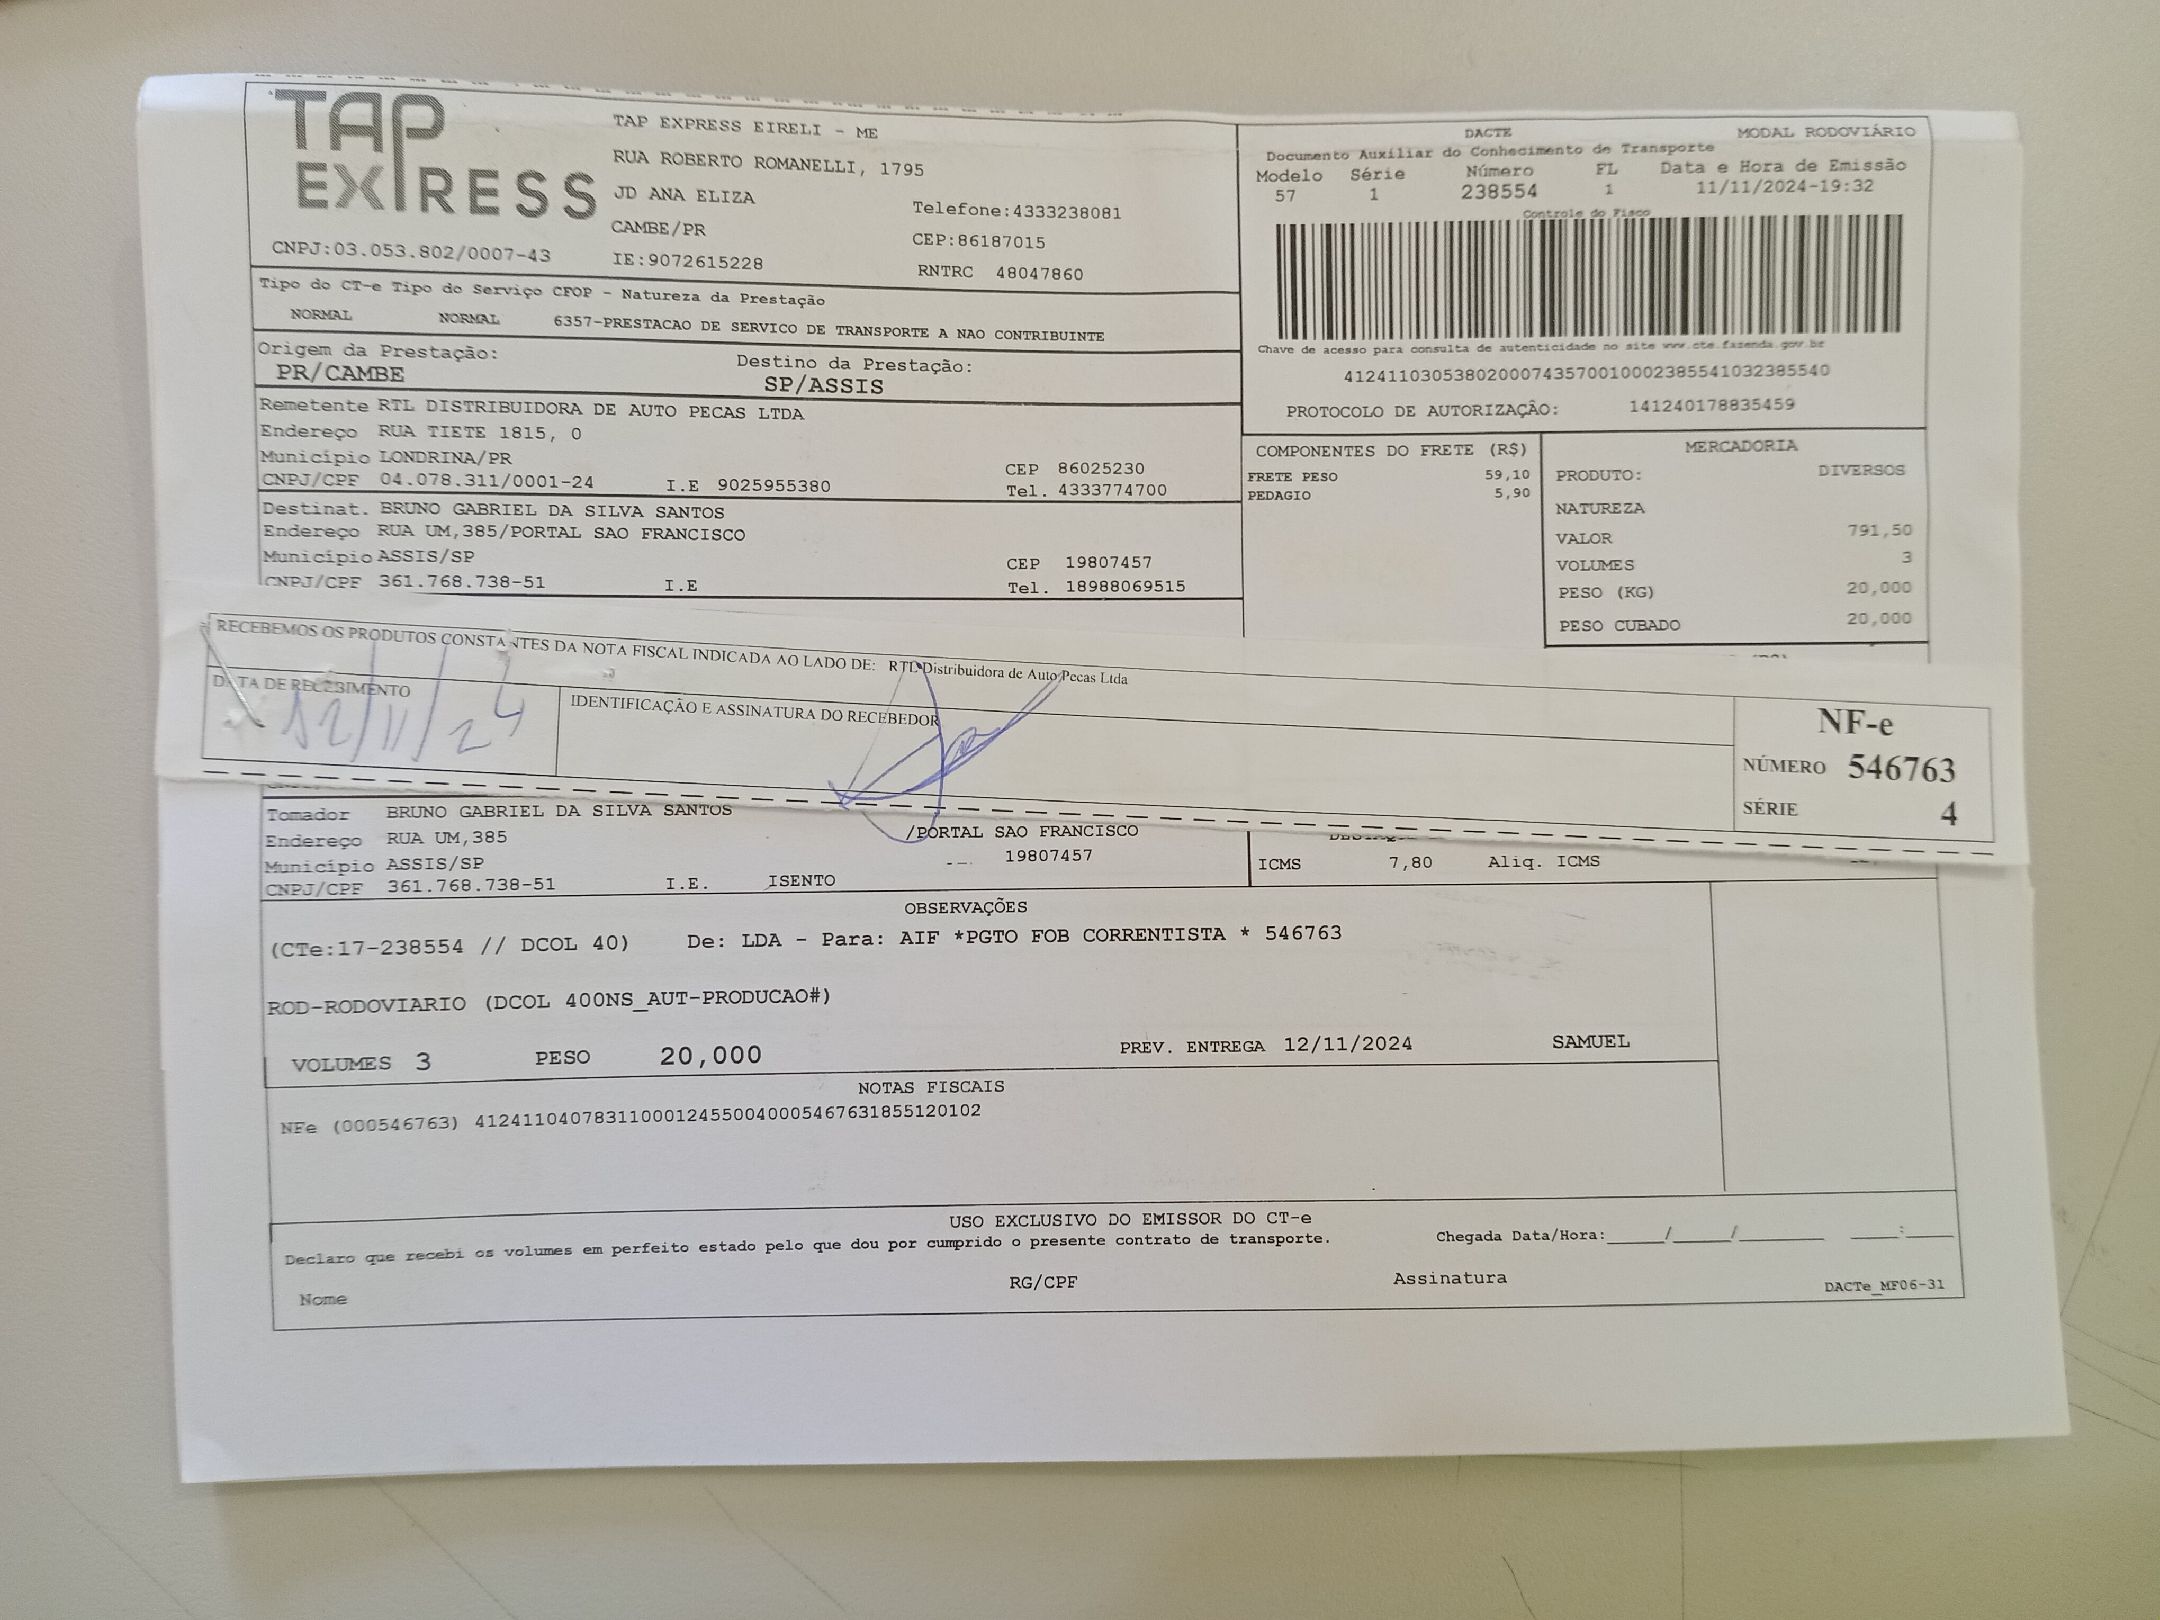 TAP
EXPRESS
CNPJ:03.053.802/0007-43
TAP EXPRESS EIRELI - ME
RUA ROBERTO ROMANELLI, 1795
JD ANA ELIZA
Telefone:4333238081
CAMBE/PR
CEP:86187015
IE:9072615228
RNTRC 48047860
DACTE MODAL RODOVIÁRIO
Documento Auxiliar do Conhecimento de Transporte
Modelo Série Número FL Data e Hora de Emissão
57 1 238554 1 11/11/2024-19:32
Controle do Fisco
Chave de acesso para consulta de autenticidade no site www.cte.fazenda.gov.br
41241103053802000743570010002385541032385540
PROTOCOLO DE AUTORIZAÇÃO: 141240178835459
Tipo do CT-e Tipo do Serviço CFOP - Natureza da Prestação
NORMAL NORMAL 6357-PRESTACAO DE SERVICO DE TRANSPORTE A NAO CONTRIBUINTE
Origem da Prestação: Destino da Prestação:
PR/CAMBE SP/ASSIS
Remetente RTL DISTRIBUIDORA DE AUTO PECAS LTDA
Endereço RUA TIETE 1815, 0
Município LONDRINA/PR CEP 86025230
CNPJ/CPF 04.078.311/0001-24 I.E 9025955380 Tel. 4333774700
Destinat. BRUNO GABRIEL DA SILVA SANTOS
Endereço RUA UM,385/PORTAL SAO FRANCISCO
Município ASSIS/SP CEP 19807457
CNPJ/CPF 361.768.738-51 I.E Tel. 18988069515
COMPONENTES DO FRETE (R$)
FRETE PESO 59,10
PEDAGIO 5,90
MERCADORIA
PRODUTO: DIVERSOS
NATUREZA
VALOR 791,50
VOLUMES 3
PESO (KG) 20,000
PESO CUBADO 20,000
RECEBEMOS OS PRODUTOS CONSTANTES DA NOTA FISCAL INDICADA AO LADO DE: RTL Distribuidora de Auto Pecas Ltda
DATA DE RECEBIMENTO IDENTIFICAÇÃO E ASSINATURA DO RECEBEDOR
12/11/24
NF-e
NÚMERO 546763
SÉRIE 4
Tomador BRUNO GABRIEL DA SILVA SANTOS
Endereço RUA UM,385 /PORTAL SAO FRANCISCO
Município ASSIS/SP 19807457
CNPJ/CPF 361.768.738-51 I.E. ISENTO
ICMS 7,80 Aliq. ICMS
OBSERVAÇÕES
(CTe:17-238554 // DCOL 40) De: LDA - Para: AIF *PGTO FOB CORRENTISTA * 546763
ROD-RODOVIARIO (DCOL 400NS_AUT-PRODUCAO#)
VOLUMES 3 PESO 20,000 PREV. ENTREGA 12/11/2024 SAMUEL
NOTAS FISCAIS
NFe (000546763) 41241104078311000124550040005467631855120102
USO EXCLUSIVO DO EMISSOR DO CT-e
Declaro que recebi os volumes em perfeito estado pelo que dou por cumprido o presente contrato de transporte. Chegada Data/Hora:____/____/______ ____:____
Nome RG/CPF Assinatura DACTe_MF06-31